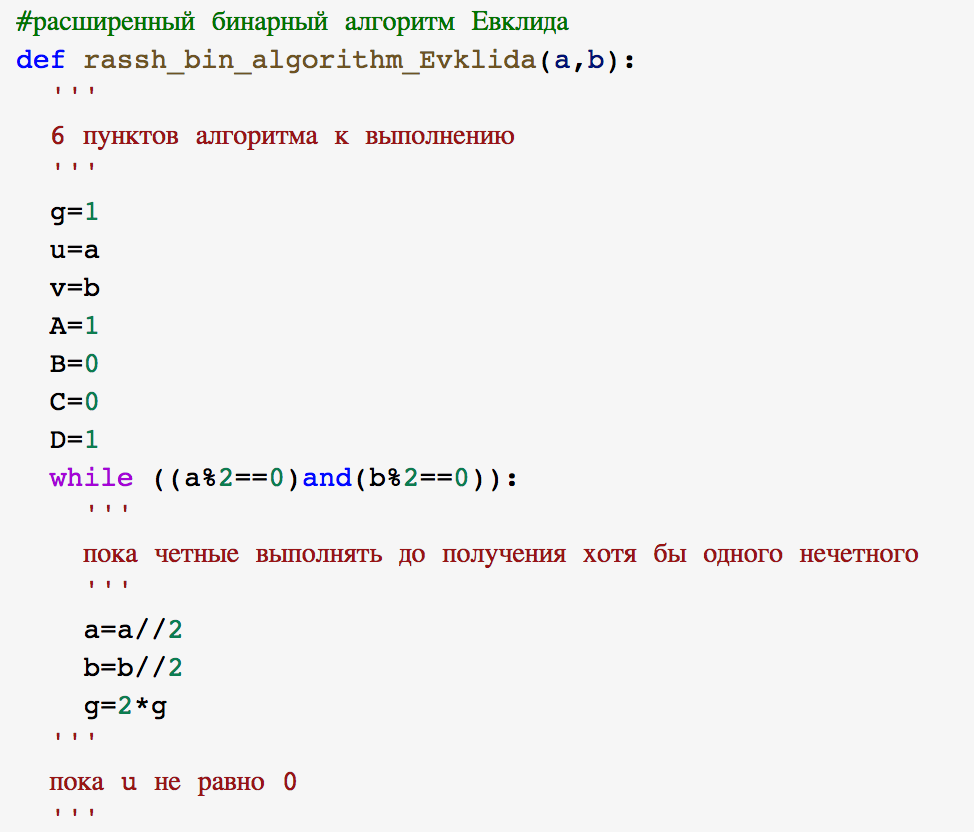 #расширенный бинарный алгоритм Евклида
def rassh_bin_algorithm_Evklida(a,b):
  '''
  6 пунктов алгоритма к выполнению
  '''
  g=1
  u=a
  v=b
  A=1
  B=0
  C=0
  D=1
  while ((a%2==0)and(b%2==0)):
    '''
    пока четные выполнять до получения хотя бы одного нечетного
    '''
    a=a//2
    b=b//2
    g=2*g
  '''
  пока u не равно 0
  '''